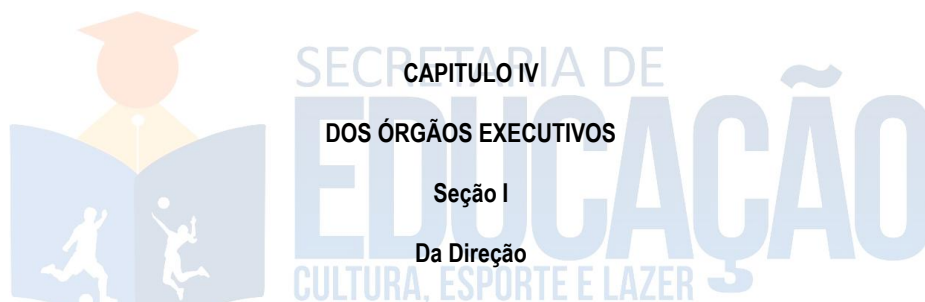 SECRETARIA DE
CAPITULO IV
EDUCAÇÃO
DOS ÓRGÃOS EXECUTIVOS
Seção I
Da Direção
CULTURA, ESPORTE E LAZER